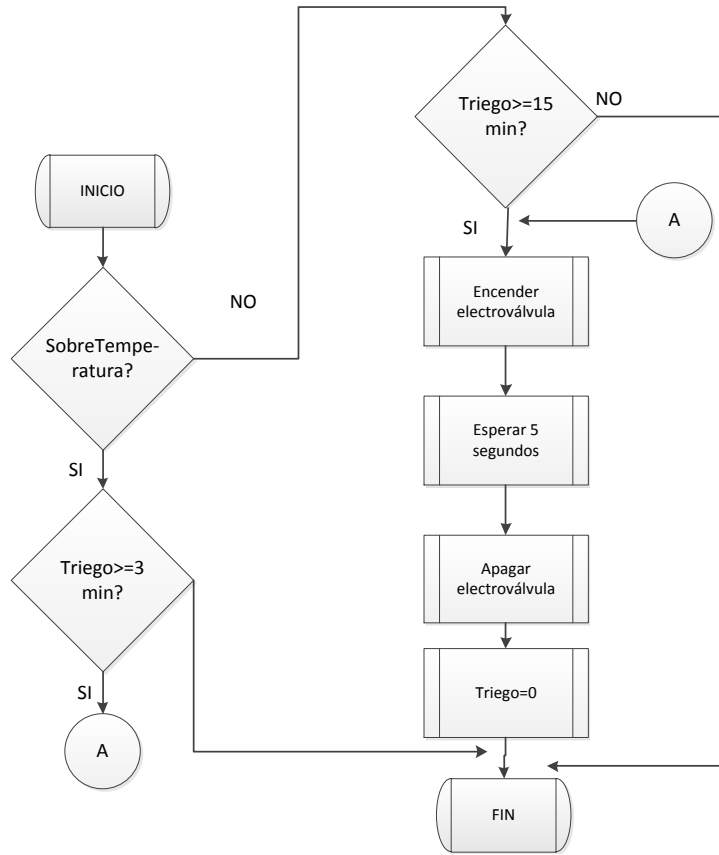 INICIO
SobreTempe-
ratura?
NO
SI
Triego>=3
min?
SI
A
Triego>=15
min?
NO
SI
A
Encender
electroválvula
Esperar 5
segundos
Apagar
electroválvula
Triego=0
FIN